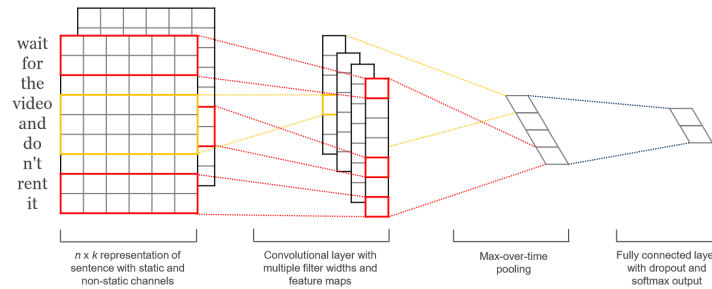 wait
for
the
video
and
do
n't
rent
it
n x k representation of
sentence with static and
non-static channels
Convolutional layer with
multiple filter widths and
feature maps
Max-over-time
pooling
Fully connected layer
with dropout and
softmax output